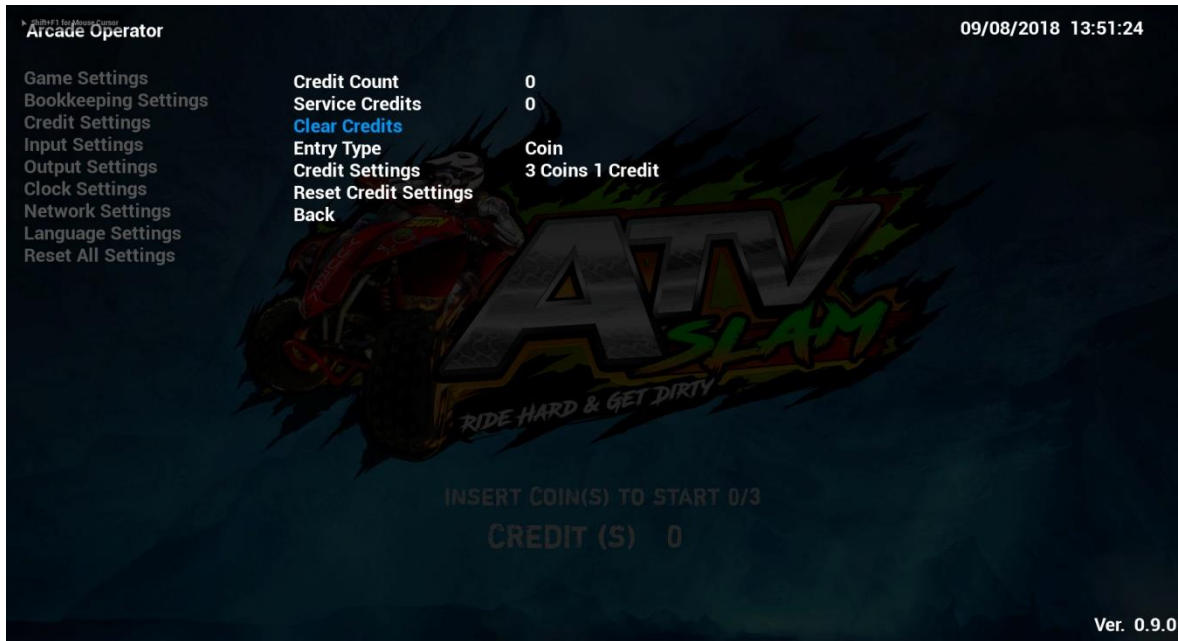 Shift+F1 for Mouse Cursor
Arcade Operator
09/08/2018 13:51:24
Game Settings
Bookkeeping Settings
Credit Settings
Input Settings
Output Settings
Clock Settings
Network Settings
Language Settings
Reset All Settings
Credit Count 0
Service Credits 0
Clear Credits
Entry Type Coin
Credit Settings 3 Coins 1 Credit
Reset Credit Settings
Back
ATV
SLAM
RIDE HARD & GET DIRTY
INSERT COIN(S) TO START 0/3
CREDIT (S) 0
Ver. 0.9.0